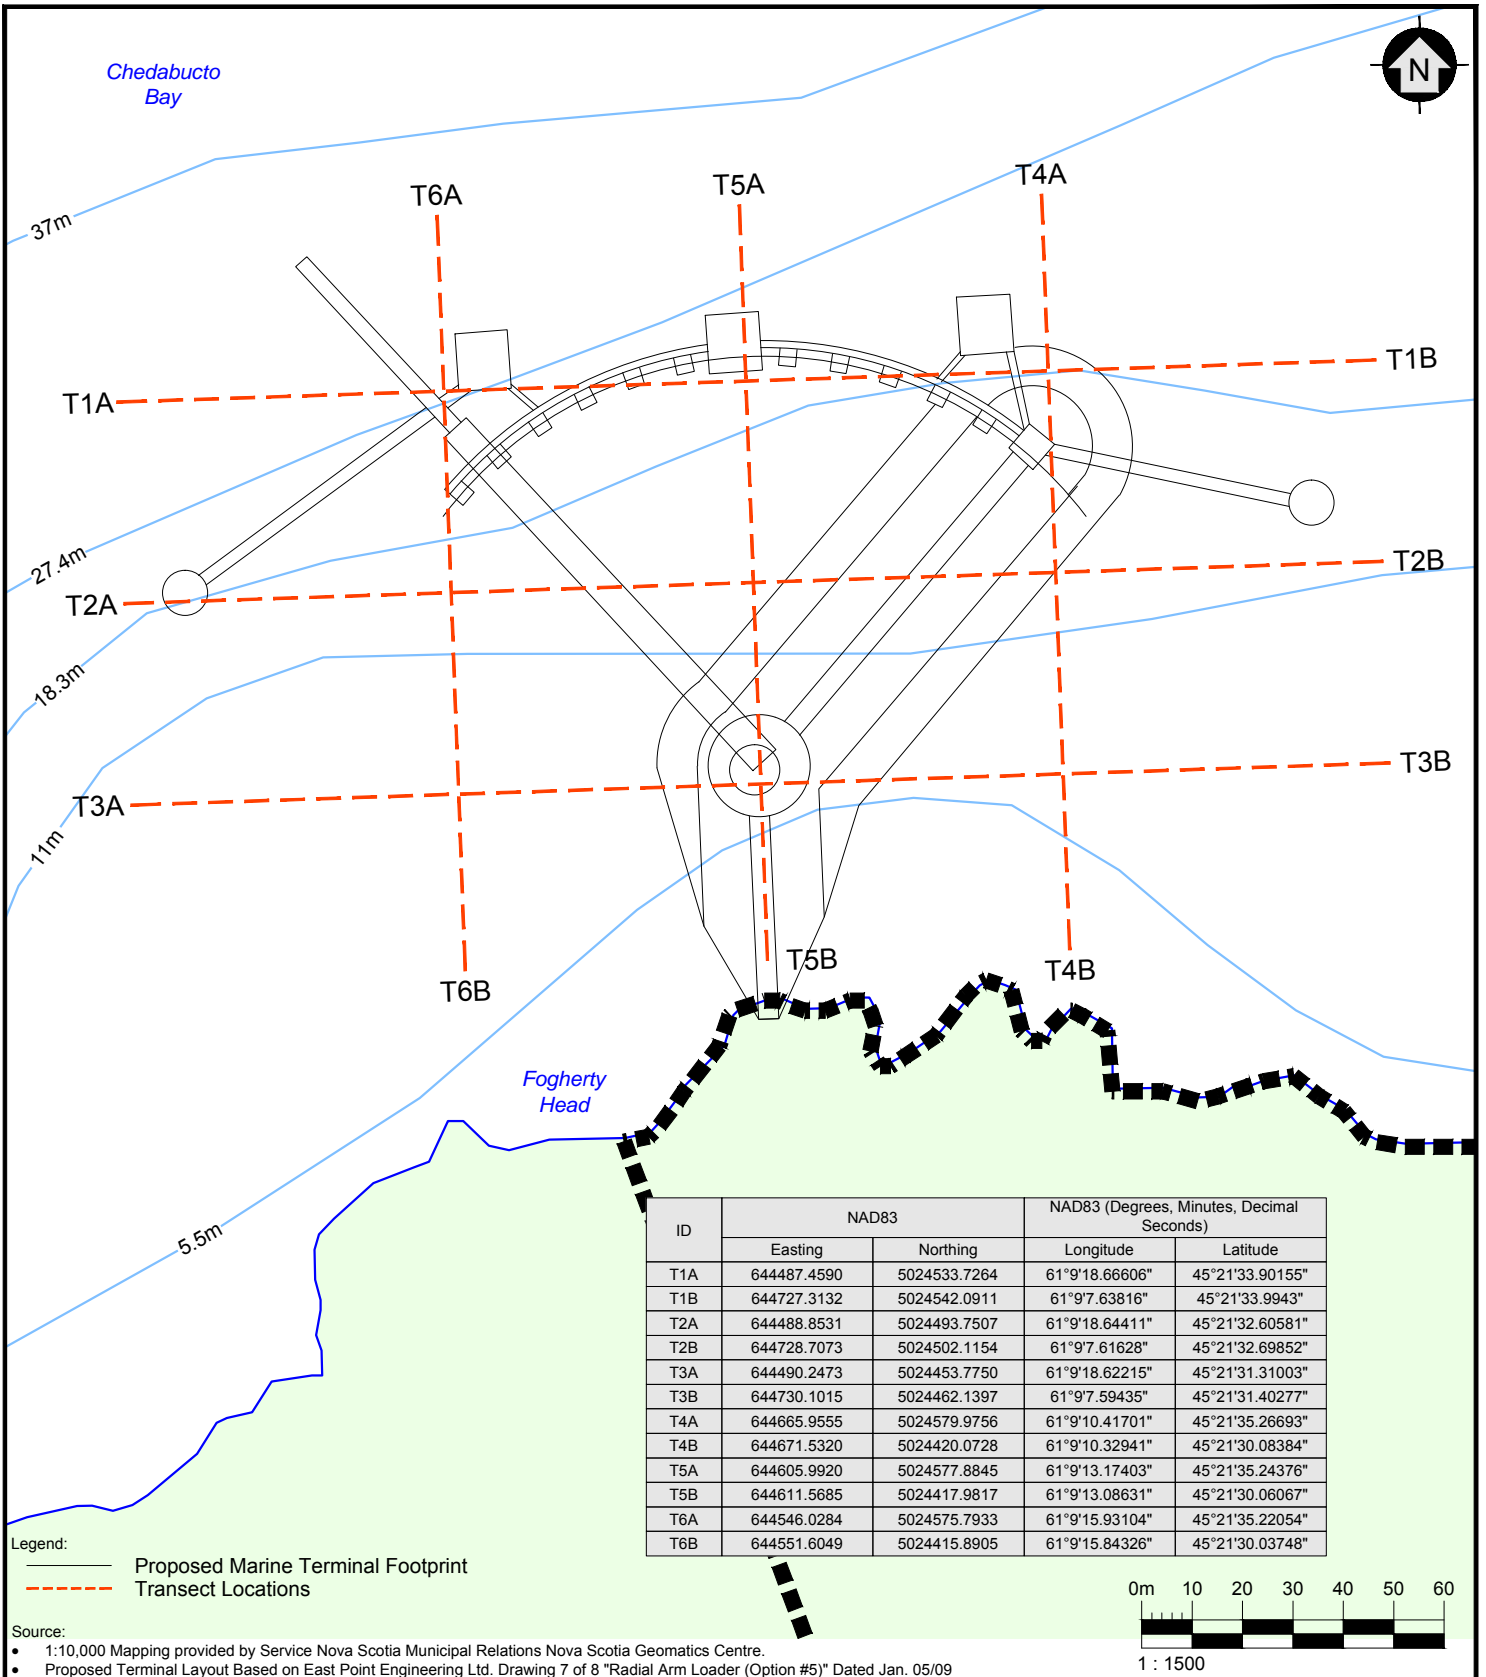 Chedabucto
Bay
N
T6A
T5A
T4A
37m
T1A
T1B
27.4m
T2A
T2B
18.3m
T3A
T3B
11m
T6B
T5B
T4B
Fogherty
Head
5.5m
ID NAD83 NAD83 (Degrees, Minutes, Decimal
Seconds)
Easting Northing Longitude Latitude
T1A 644487.4590 5024533.7264 61°9'18.66606" 45°21'33.90155"
T1B 644727.3132 5024542.0911 61°9'7.63816" 45°21'33.9943"
T2A 644488.8531 5024493.7507 61°9'18.64411" 45°21'32.60581"
T2B 644728.7073 5024502.1154 61°9'7.61628" 45°21'32.69852"
T3A 644490.2473 5024453.7750 61°9'18.62215" 45°21'31.31003"
T3B 644730.1015 5024462.1397 61°9'7.59435" 45°21'31.40277"
T4A 644665.9555 5024579.9756 61°9'10.41701" 45°21'35.26693"
T4B 644671.5320 5024420.0728 61°9'10.32941" 45°21'30.08384"
T5A 644605.9920 5024577.8845 61°9'13.17403" 45°21'35.24376"
T5B 644611.5685 5024417.9817 61°9'13.08631" 45°21'30.06067"
T6A 644546.0284 5024575.7933 61°9'15.93104" 45°21'35.22054"
T6B 644551.6049 5024415.8905 61°9'15.84326" 45°21'30.03748"
Legend:
Proposed Marine Terminal Footprint
Transect Locations
0m 10 20 30 40 50 60
1 : 1500
Source:
• 1:10,000 Mapping provided by Service Nova Scotia Municipal Relations Nova Scotia Geomatics Centre.
• Proposed Terminal Layout Based on East Point Engineering Ltd. Drawing 7 of 8 "Radial Arm Loader (Option #5)" Dated Jan. 05/09